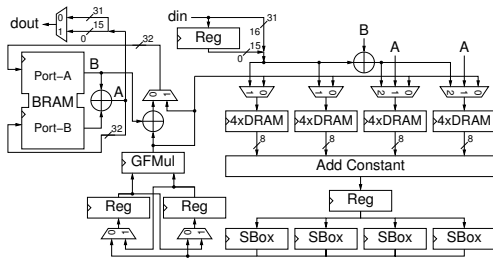 dout 0 1 31 15 0
din 31 16 15 0
Reg
B
A A
32
B
Port-A
A
BRAM
Port-B
32
0 1
1 0 1 0 2 1 0 2 1 0
4xDRAM 4xDRAM 4xDRAM 4xDRAM
8 8 8 8
GFMul
Add Constant
Reg Reg
Reg
0 1 0 1
SBox SBox SBox SBox